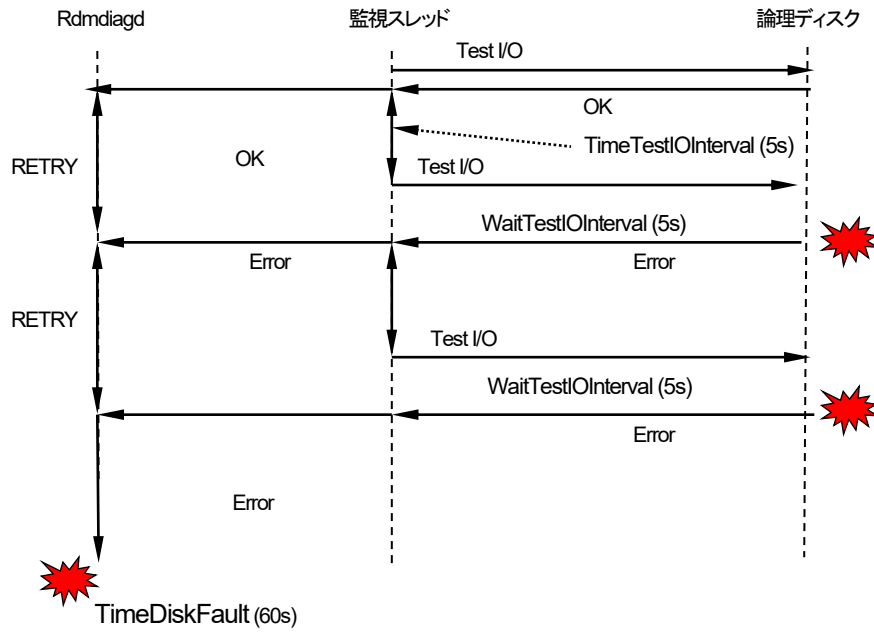 Rdmdiagd
監視スレッド
論理ディスク
Test I/O
OK
TimeTestIOInterval (5s)
OK
RETRY
Test I/O
WaitTestIOInterval (5s)
Error
Error
RETRY
Test I/O
WaitTestIOInterval (5s)
Error
Error
TimeDiskFault (60s)